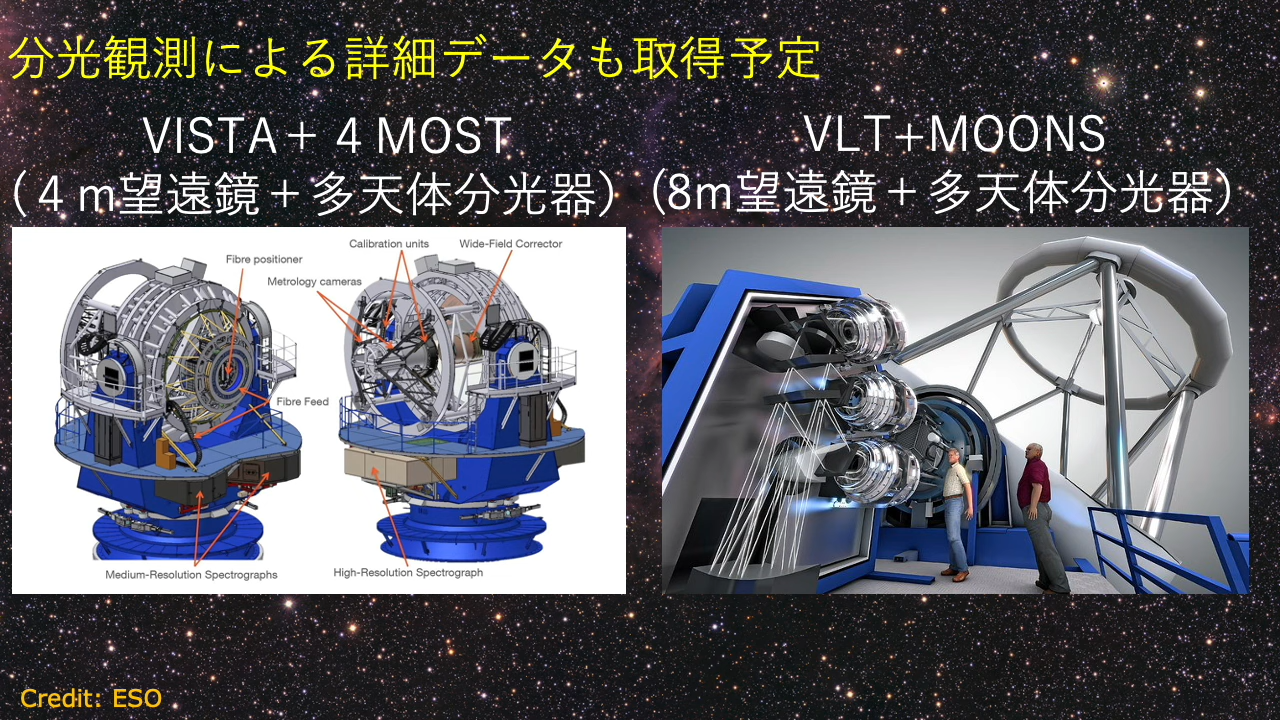 分光観測による詳細データも取得予定
VISTA＋４MOST
（４ｍ望遠鏡＋多天体分光器）
VLT+MOONS
（8m望遠鏡＋多天体分光器）
Calibration units
Wide-Field Corrector
Fibre positioner
Metrology cameras
Fibre Feed
Medium-Resolution Spectrographs
High-Resolution Spectrograph
Credit: ESO